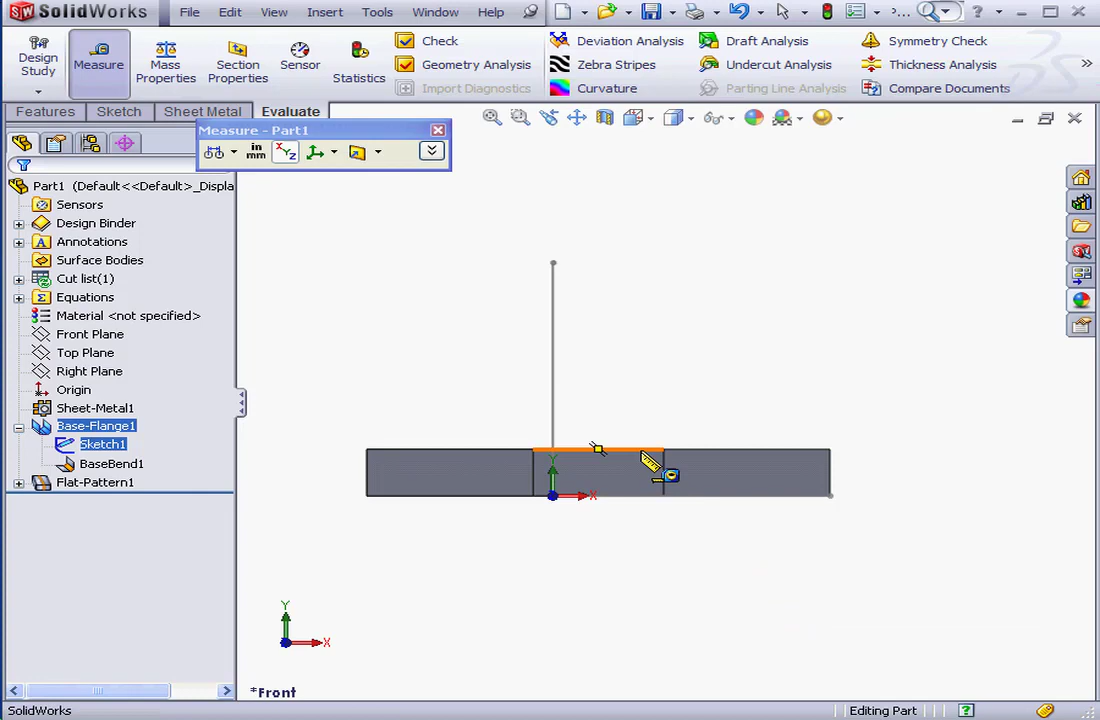 SW SolidWorks File Edit View Insert Tools Window Help
Design Study
Measure
Mass Properties
Section Properties
Sensor
Statistics
Check
Geometry Analysis
Import Diagnostics
Deviation Analysis
Zebra Stripes
Curvature
Draft Analysis
Undercut Analysis
Parting Line Analysis
Symmetry Check
Thickness Analysis
Compare Documents
Features Sketch Sheet Metal Evaluate
Measure - Part1
in mm XYZ
Part1 (Default<<Default>_Displa
Sensors
Design Binder
Annotations
Surface Bodies
Cut list(1)
Equations
Material <not specified>
Front Plane
Top Plane
Right Plane
Origin
Sheet-Metal1
Base-Flange1
Sketch1
BaseBend1
Flat-Pattern1
Y
X
Y
X
*Front
SolidWorks Editing Part